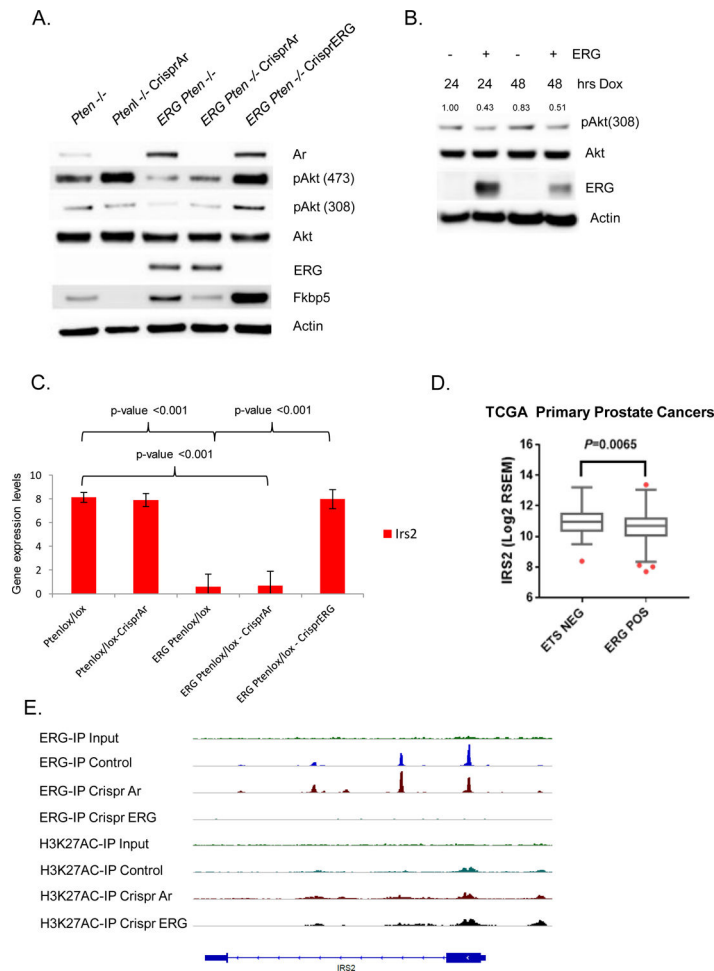 A.
Pten -/-
PtenI -/- CrisprAr
ERG Pten -/-
ERG Pten -/- CrisprAr
ERG Pten -/- CrisprERG
Ar
pAkt (473)
pAkt (308)
Akt
ERG
Fkbp5
Actin
B.
- + - + ERG
24 24 48 48 hrs Dox
1.00 0.43 0.83 0.51
pAkt(308)
Akt
ERG
Actin
C.
p-value <0.001 p-value <0.001
p-value <0.001
Gene expression levels
10
8
6
4
2
0
Irs2
Ptenlox/lox
Ptenlox/lox-CrisprAr
ERG Ptenlox/lox
ERG Ptenlox/lox - CrisprAr
ERG Ptenlox/lox - CrisprERG
D.
TCGA Primary Prostate Cancers
P=0.0065
IRS2 (Log2 RSEM)
16
14
12
10
8
6
ETS NEG
ERG POS
E.
ERG-IP Input
ERG-IP Control
ERG-IP Crispr Ar
ERG-IP Crispr ERG
H3K27AC-IP Input
H3K27AC-IP Control
H3K27AC-IP Crispr Ar
H3K27AC-IP Crispr ERG
IRS2